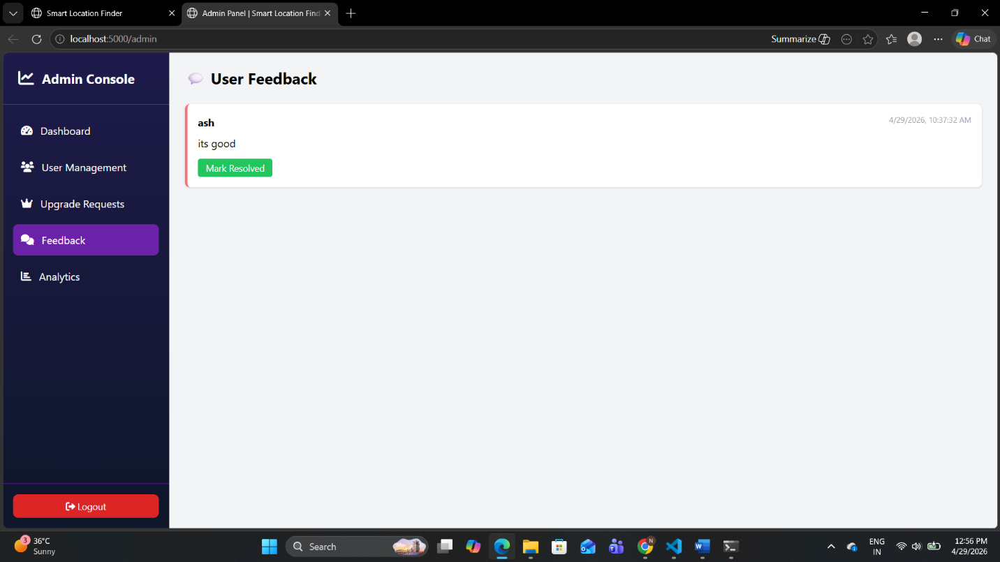 Smart Location Finder
Admin Panel | Smart Location Find
localhost:5000/admin
Summarize
Chat
Admin Console
Dashboard
User Management
Upgrade Requests
Feedback
Analytics
Logout
User Feedback
ash
4/29/2026, 10:37:32 AM
its good
Mark Resolved
3
36°C
Sunny
Search
N
ENG
IN
12:56 PM
4/29/2026